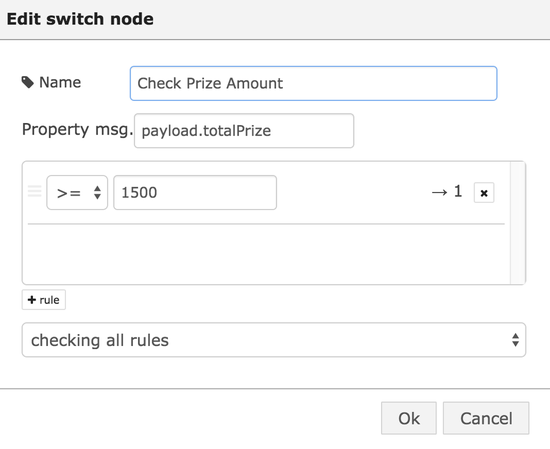 Edit switch node
Name Check Prize Amount
Property msg. payload.totalPrize
>= 1500 → 1 ×
+ rule
checking all rules
Ok Cancel